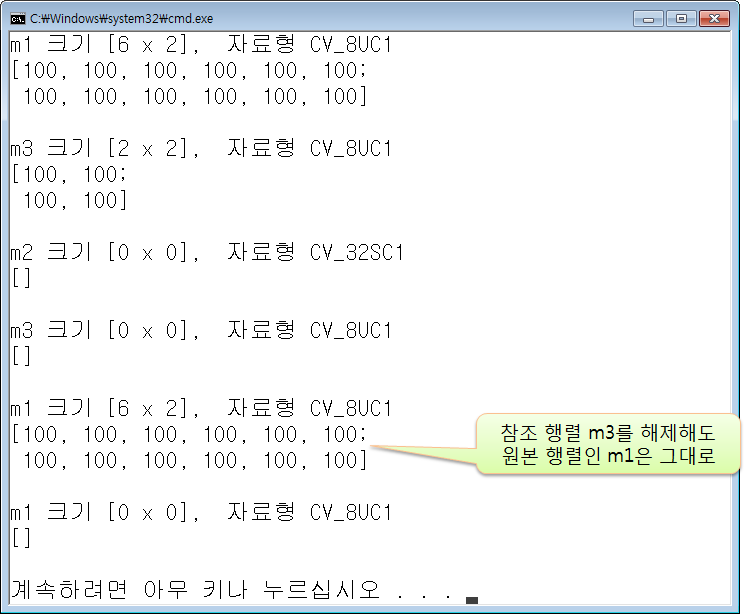 C:\Windows\system32\cmd.exe
m1 크기 [6 x 2],  자료형 CV_8UC1
[100, 100, 100, 100, 100, 100;
 100, 100, 100, 100, 100, 100]
m3 크기 [2 x 2],  자료형 CV_8UC1
[100, 100;
 100, 100]
m2 크기 [0 x 0],  자료형 CV_32SC1
[]
m3 크기 [0 x 0],  자료형 CV_8UC1
[]
m1 크기 [6 x 2],  자료형 CV_8UC1
[100, 100, 100, 100, 100, 100;
 100, 100, 100, 100, 100, 100]
참조 행렬 m3를 해제해도
원본 행렬인 m1은 그대로
m1 크기 [0 x 0],  자료형 CV_8UC1
[]
계속하려면 아무 키나 누르십시오 . . .